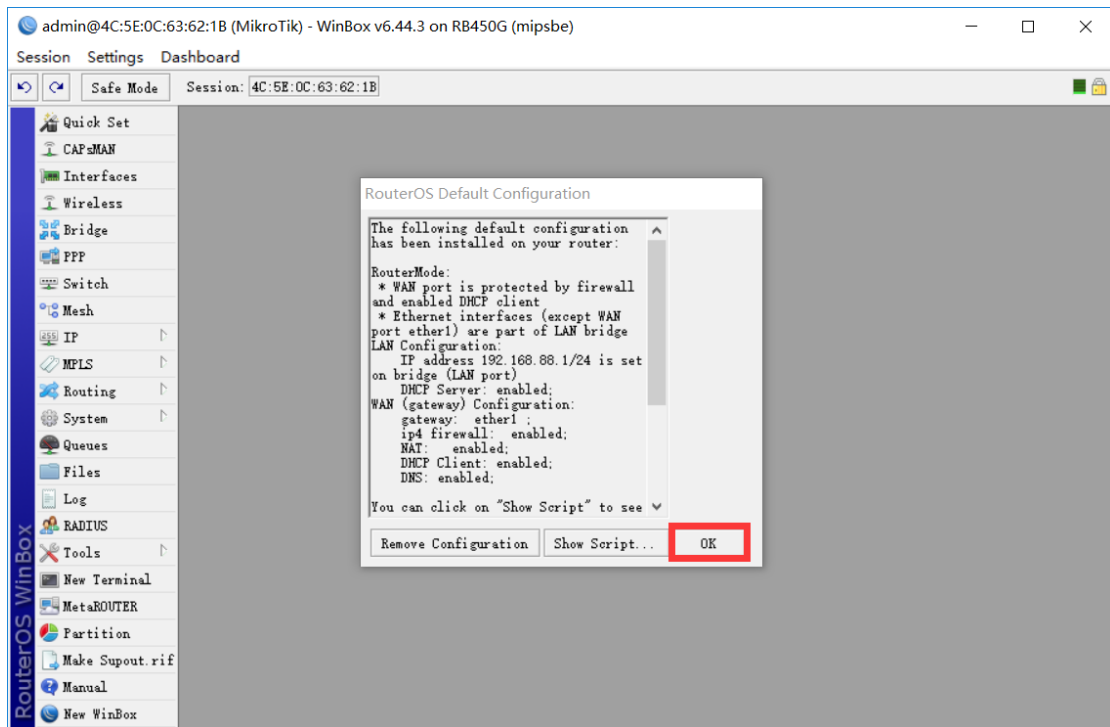 admin@4C:5E:0C:63:62:1B (MikroTik) - WinBox v6.44.3 on RB450G (mipsbe)
Session Settings Dashboard
Safe Mode Session: 4C:5E:0C:63:62:1B
Quick Set
CAPsMAN
Interfaces
Wireless
Bridge
PPP
Switch
Mesh
IP
MPLS
Routing
System
Queues
Files
Log
RADIUS
Tools
New Terminal
MetaROUTER
Partition
Make Supout.rif
Manual
New WinBox
RouterOS WinBox
RouterOS Default Configuration
The following default configuration
has been installed on your router:
RouterMode:
* WAN port is protected by firewall
and enabled DHCP client
* Ethernet interfaces (except WAN
port ether1) are part of LAN bridge
LAN Configuration:
IP address 192.168.88.1/24 is set
on bridge (LAN port)
DHCP Server: enabled;
WAN (gateway) Configuration:
gateway: ether1 ;
ip4 firewall: enabled;
NAT: enabled;
DHCP Client: enabled;
DNS: enabled;
You can click on "Show Script" to see
Remove Configuration Show Script... OK